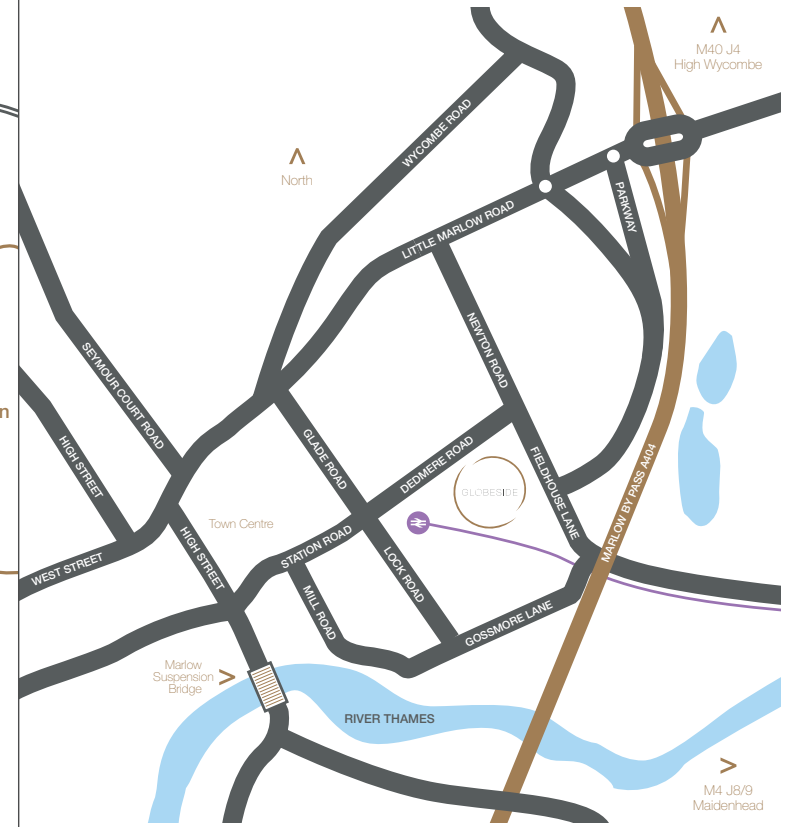 M40 J4
High Wycombe
WYCOMBE ROAD
North
PARKWAY
LITTLE MARLOW ROAD
NEWTON ROAD
SEYMOUR COURT ROAD
n
HIGH STREET
GLADE ROAD
DEDMERE ROAD
FIELDHOUSE LANE
GLOBESIDE
MARLOW BY PASS A404
Town Centre
HIGH STREET
STATION ROAD
WEST STREET
LOCK ROAD
MILL ROAD
GOSSMORE LANE
Marlow
Suspension
Bridge
RIVER THAMES
M4 J8/9
Maidenhead